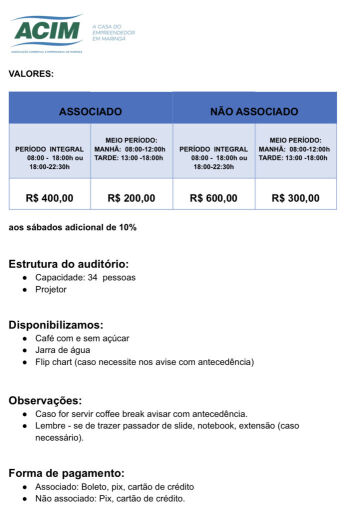 ACIM
A CASA DO
EMPREENDEDOR
EM MARINGÁ
ASSOCIAÇÃO COMERCIAL E EMPRESARIAL DE MARINGÁ
VALORES:
ASSOCIADO NÃO ASSOCIADO
PERÍODO INTEGRAL
08:00 - 18:00h ou
18:00-22:30h
MEIO PERÍODO:
MANHÃ: 08:00-12:00h
TARDE: 13:00 -18:00h
PERÍODO INTEGRAL
08:00 - 18:00h ou
18:00-22:30h
MEIO PERÍODO:
MANHÃ: 08:00-12:00h
TARDE: 13:00 -18:00h
R$ 400,00 R$ 200,00 R$ 600,00 R$ 300,00
aos sábados adicional de 10%
Estrutura do auditório:
● Capacidade: 34 pessoas
● Projetor
Disponibilizamos:
● Café com e sem açúcar
● Jarra de água
● Flip chart (caso necessite nos avise com antecedência)
Observações:
● Caso for servir coffee break avisar com antecedência.
● Lembre - se de trazer passador de slide, notebook, extensão (caso
necessário).
Forma de pagamento:
● Associado: Boleto, pix, cartão de crédito
● Não associado: Pix, cartão de crédito.